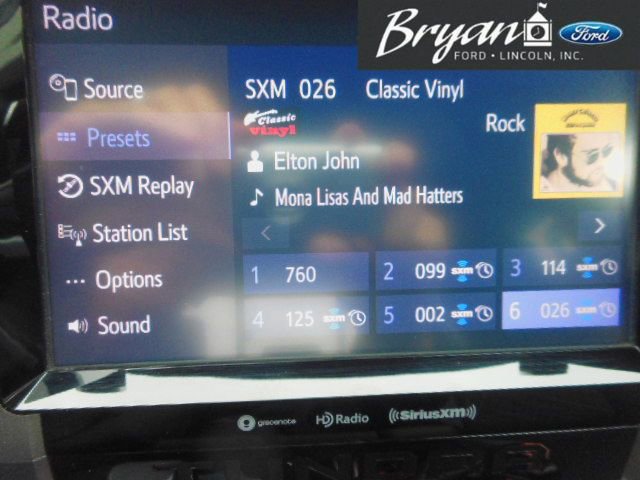 Radio
Bryan
Ford
FORD • LINCOLN, INC.
Source
SXM 026 Classic Vinyl
Classic Vinyl
Rock
Presets
Elton John
SXM Replay
Mona Lisas And Mad Hatters
Station List
1 760
2 099 sxm
3 114 sxm
Options
4 125 sxm
5 002 sxm
6 026 sxm
Sound
gracenote
HD Radio
SiriusXM